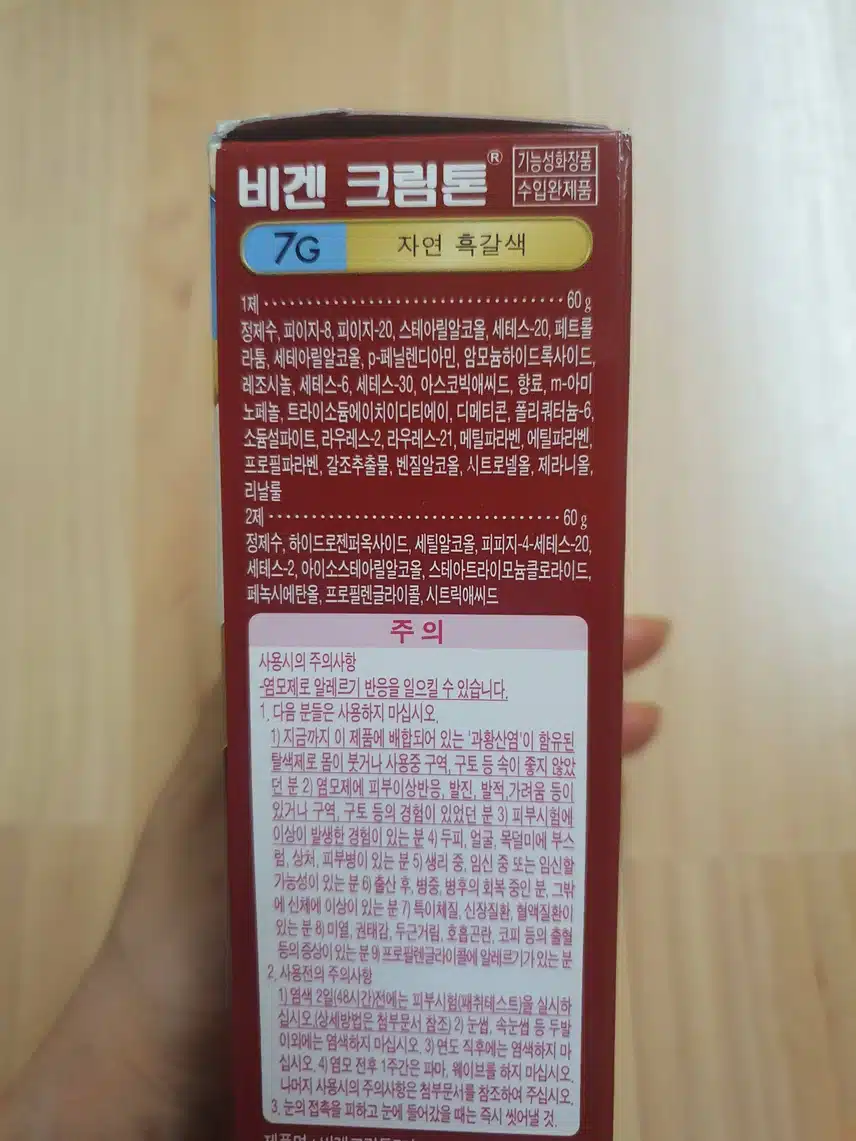 비겐 크림톤®
기능성화장품
수입완제품
7G 자연 흑갈색
1제 ································ 60 g
정제수, 피이지-8, 피이지-20, 스테아릴알코올, 세테스-20, 페트롤
라툼, 세테아릴알코올, p-페닐렌디아민, 암모늄하이드록사이드,
레조시놀, 세테스-6, 세테스-30, 아스코빅애씨드, 향료, m-아미
노페놀, 트라이소듐에이치이디티에이, 디메티콘, 폴리쿼터늄-6,
소듐설파이트, 라우레스-2, 라우레스-21, 메틸파라벤, 에틸파라벤,
프로필파라벤, 갈조추출물, 벤질알코올, 시트로넬올, 제라니올,
리날룰
2제 ································ 60 g
정제수, 하이드로젠퍼옥사이드, 세틸알코올, 피피지-4-세테스-20,
세테스-2, 아이소스테아릴알코올, 스테아트라이모늄클로라이드,
페녹시에탄올, 프로필렌글라이콜, 시트릭애씨드
주 의
사용시의 주의사항
-염모제로 알레르기 반응을 일으킬 수 있습니다.
1. 다음 분들은 사용하지 마십시오.
1) 지금까지 이 제품에 배합되어 있는 '과황산염'이 함유된
탈색제로 몸이 붓거나 사용중 구역, 구토 등 속이 좋지 않았
던 분 2) 염모제에 피부이상반응, 발진, 발적,가려움 등이
있거나 구역, 구토 등의 경험이 있었던 분 3) 피부시험에
이상이 발생한 경험이 있는 분 4) 두피, 얼굴, 목덜미에 부스
럼, 상처, 피부병이 있는 분 5) 생리 중, 임신 중 또는 임신할
가능성이 있는 분 6) 출산 후, 병중, 병후의 회복 중인 분, 그밖
에 신체에 이상이 있는 분 7) 특이체질, 신장질환, 혈액질환이
있는 분 8) 미열, 권태감, 두근거림, 호흡곤란, 코피 등의 출혈
등의 증상이 있는 분 9) 프로필렌글라이콜에 알레르기가 있는 분
2. 사용전의 주의사항
1) 염색 2일(48시간)전에는 피부시험(패취테스트)을 실시하
십시오.(상세방법은 첨부문서 참조) 2) 눈썹, 속눈썹 등 두발
이외에는 염색하지 마십시오. 3) 면도 직후에는 염색하지 마
십시오. 4) 염모 전후 1주간은 파마, 웨이브를 하지 마십시오.
나머지 사용시의 주의사항은 첨부문서를 참조하여 주십시오.
3. 눈의 접촉을 피하고 눈에 들어갔을 때는 즉시 씻어낼 것.